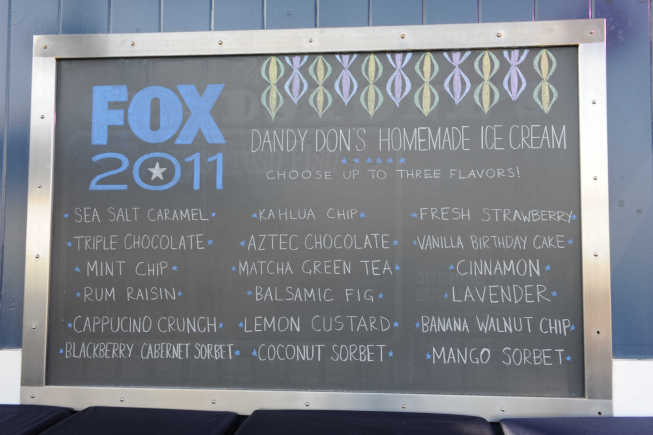 FOX
2011
DANDY DON'S HOMEMADE ICE CREAM
CHOOSE UP TO THREE FLAVORS!
SEA SALT CARAMEL
TRIPLE CHOCOLATE
MINT CHIP
RUM RAISIN
CAPPUCINO CRUNCH
BLACKBERRY CABERNET SORBET
KAHLUA CHIP
AZTEC CHOCOLATE
MATCHA GREEN TEA
BALSAMIC FIG
LEMON CUSTARD
COCONUT SORBET
FRESH STRAWBERRY
VANILLA BIRTHDAY CAKE
CINNAMON
LAVENDER
BANANA WALNUT CHIP
MANGO SORBET